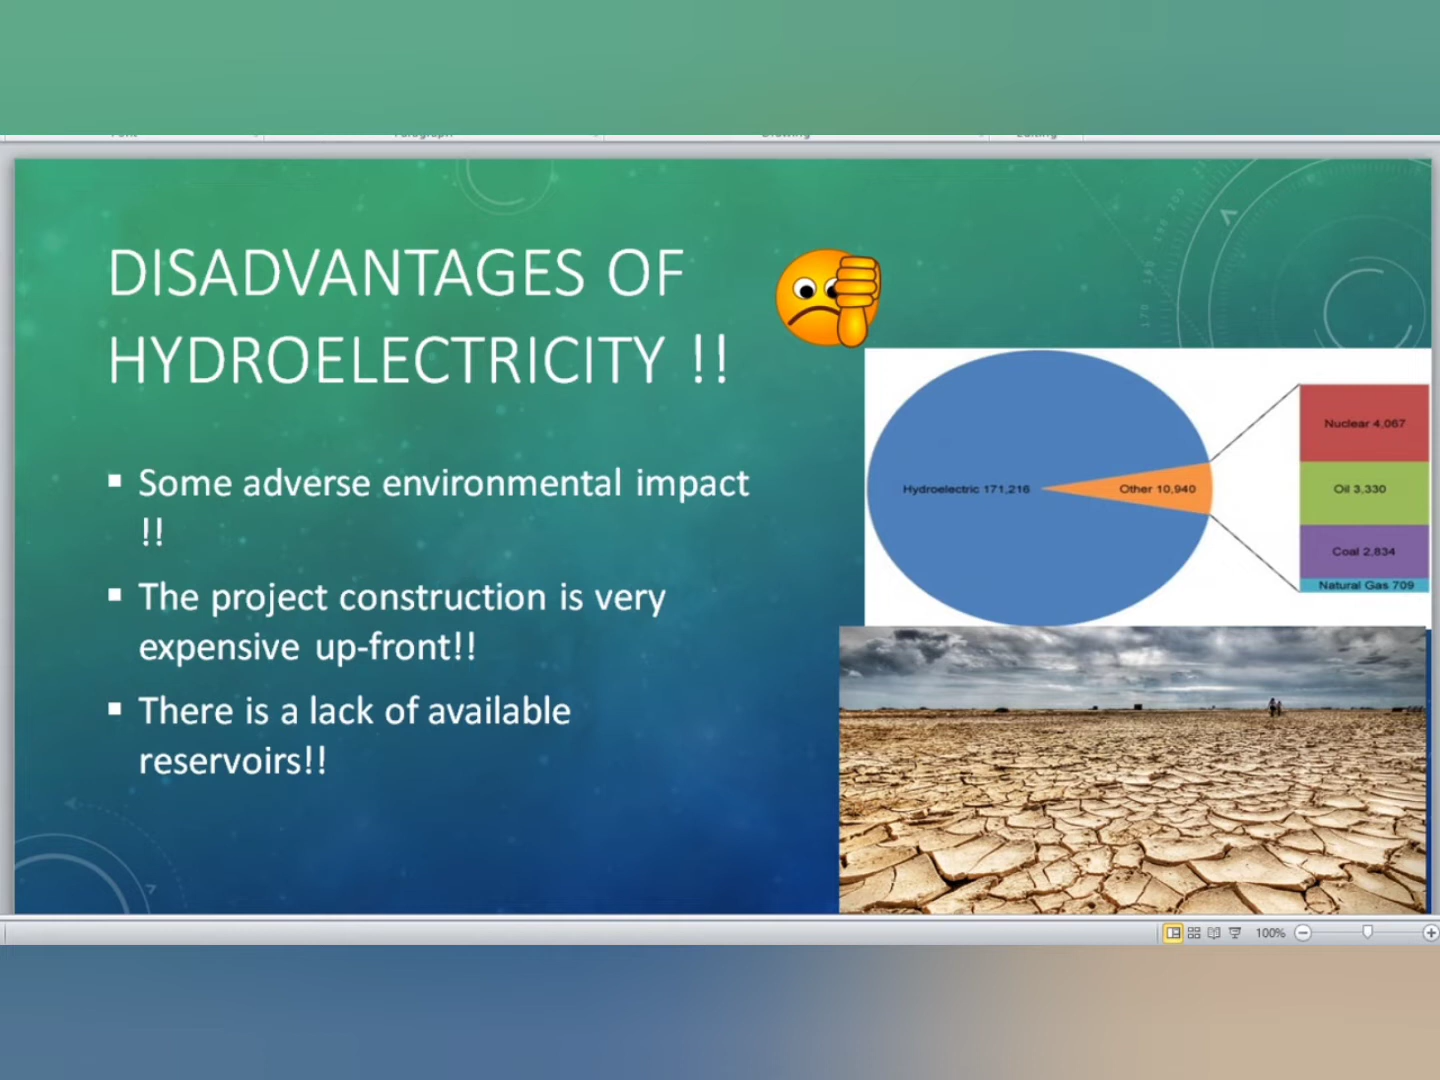 DISADVANTAGES OF
HYDROELECTRICITY !!
▪ Some adverse environmental impact
!!
▪ The project construction is very
expensive up-front!!
▪ There is a lack of available
reservoirs!!
Hydroelectric 171,216
Other 10,940
Nuclear 4,067
Oil 3,330
Coal 2,834
Natural Gas 709
100%